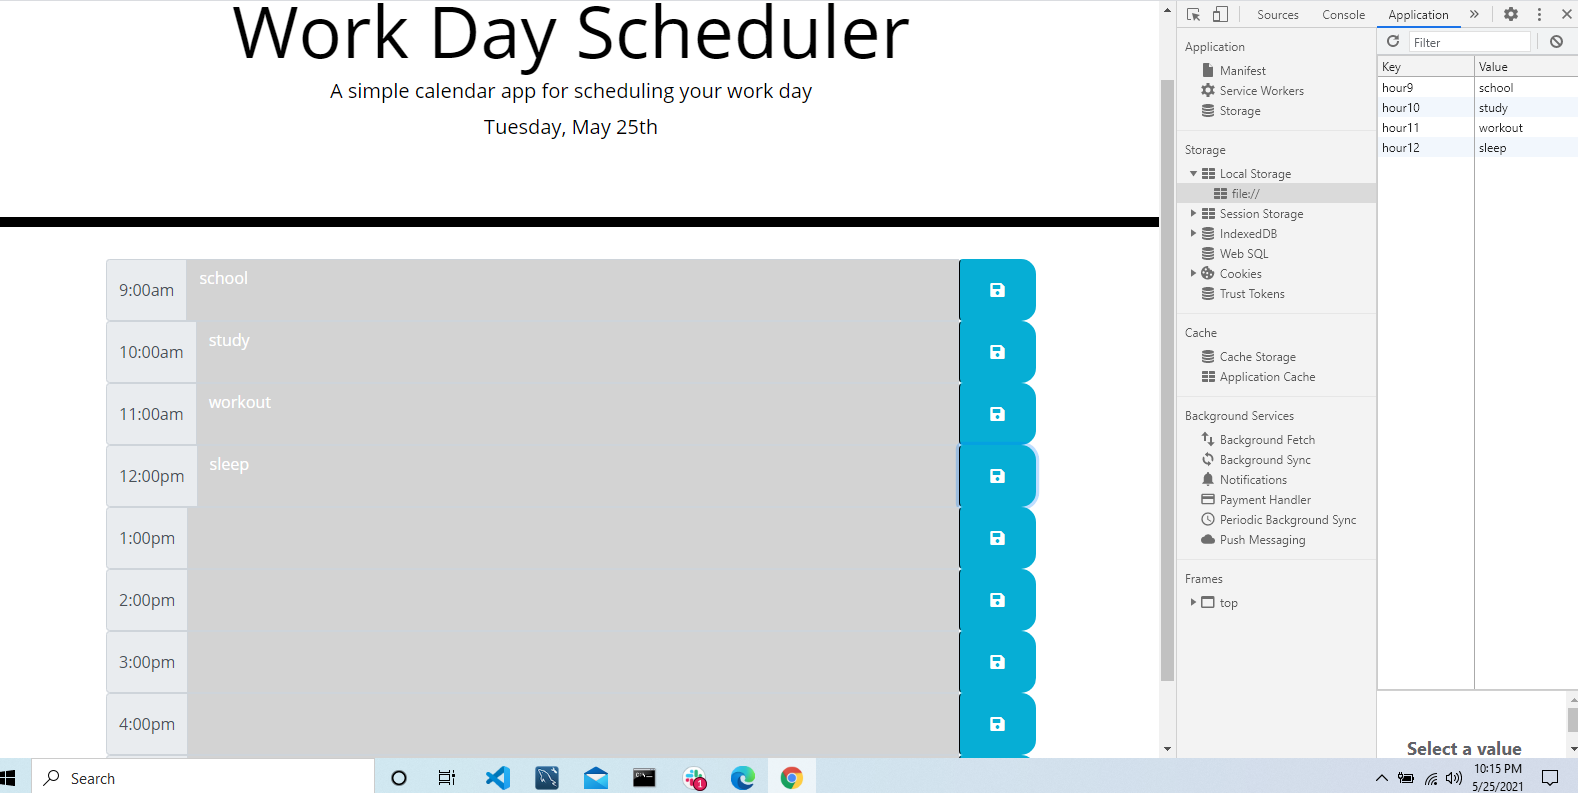 Work Day Scheduler
A simple calendar app for scheduling your work day
Tuesday, May 25th
9:00am school
10:00am study
11:00am workout
12:00pm sleep
1:00pm
2:00pm
3:00pm
4:00pm
Sources Console Application »
Application
Manifest
Service Workers
Storage
Storage
Local Storage
file://
Session Storage
IndexedDB
Web SQL
Cookies
Trust Tokens
Cache
Cache Storage
Application Cache
Background Services
Background Fetch
Background Sync
Notifications
Payment Handler
Periodic Background Sync
Push Messaging
Frames
top
Filter
Key Value
hour9 school
hour10 study
hour11 workout
hour12 sleep
Select a value
Search
1
10:15 PM
5/25/2021